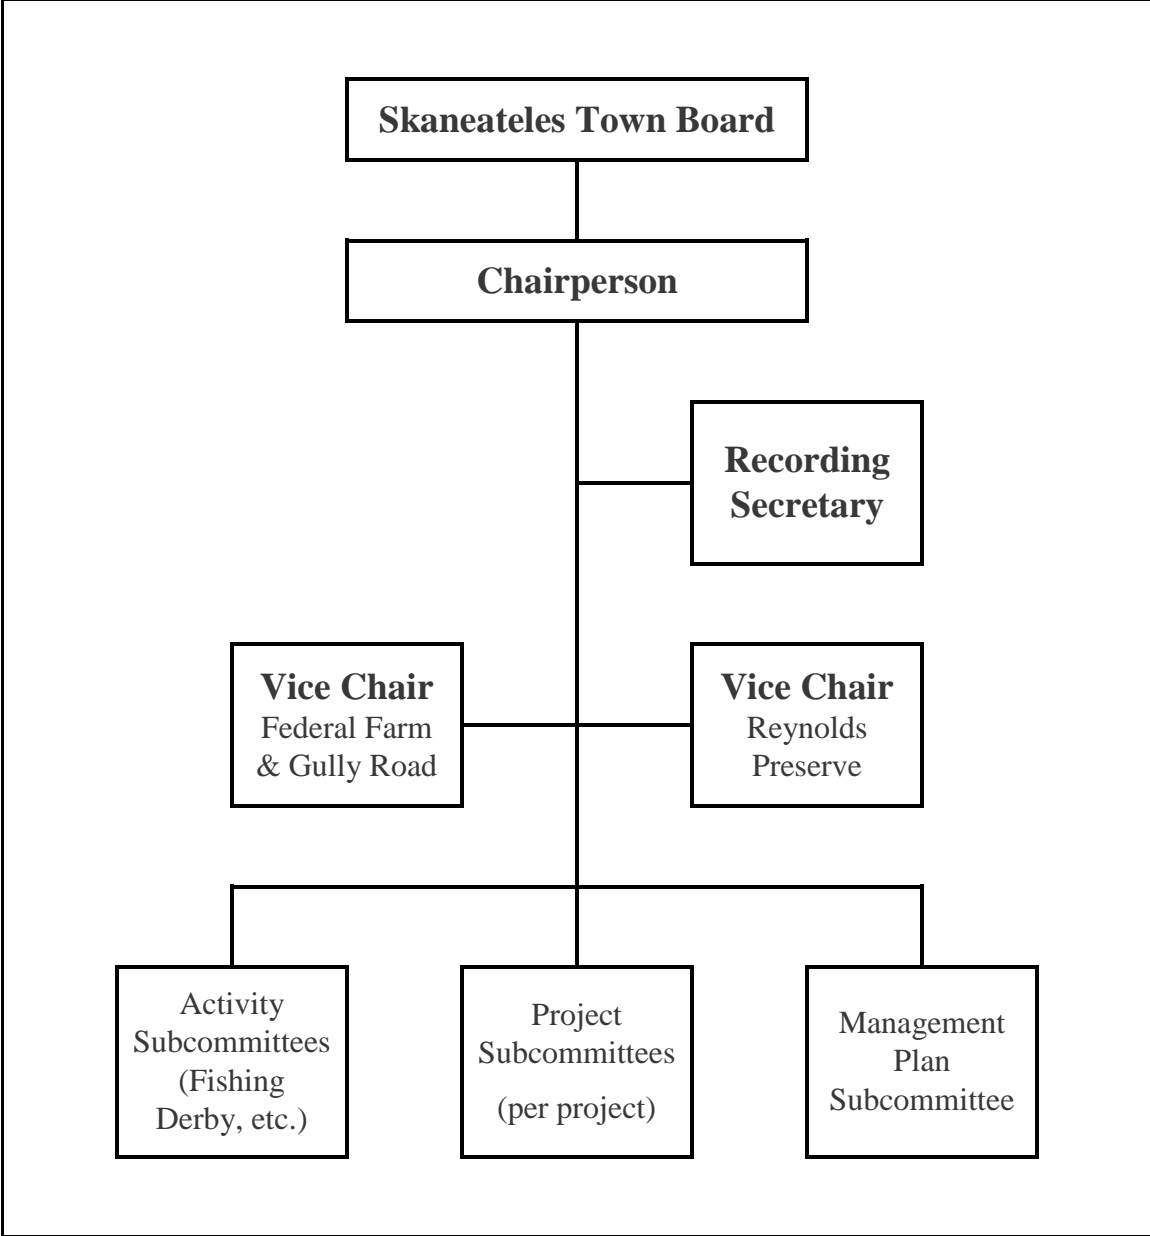 Skaneateles Town Board
Chairperson
Recording
Secretary
Vice Chair
Federal Farm
& Gully Road
Vice Chair
Reynolds
Preserve
Activity
Subcommittees
(Fishing
Derby, etc.)
Project
Subcommittees
(per project)
Management
Plan
Subcommittee